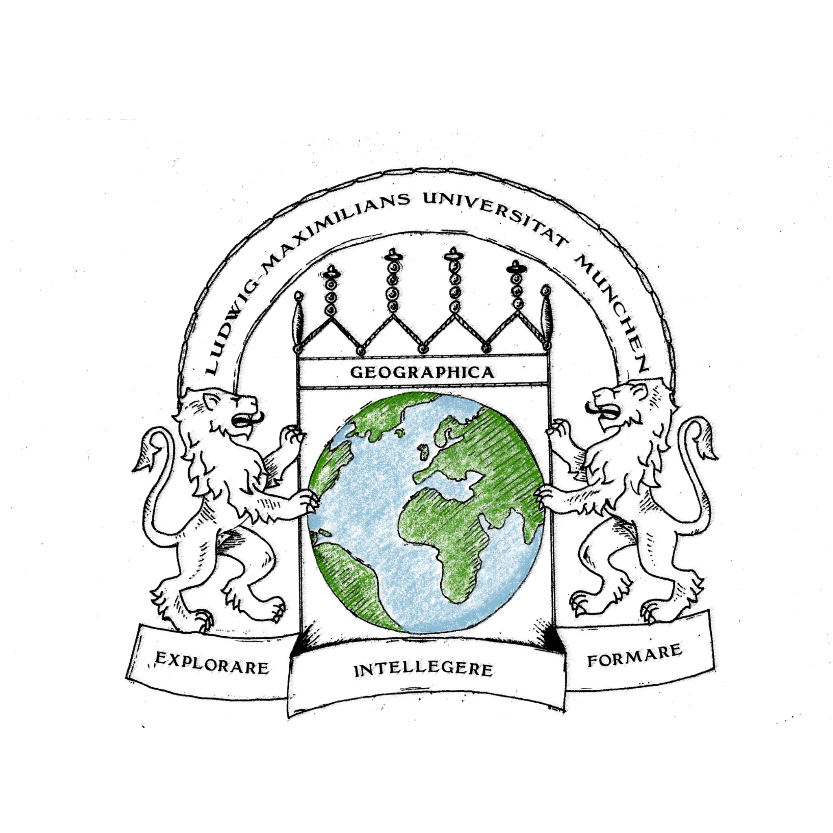 LUDWIG-MAXIMILIANS UNIVERSITAT MUNCHEN
GEOGRAPHICA
EXPLORARE
INTELLEGERE
FORMARE